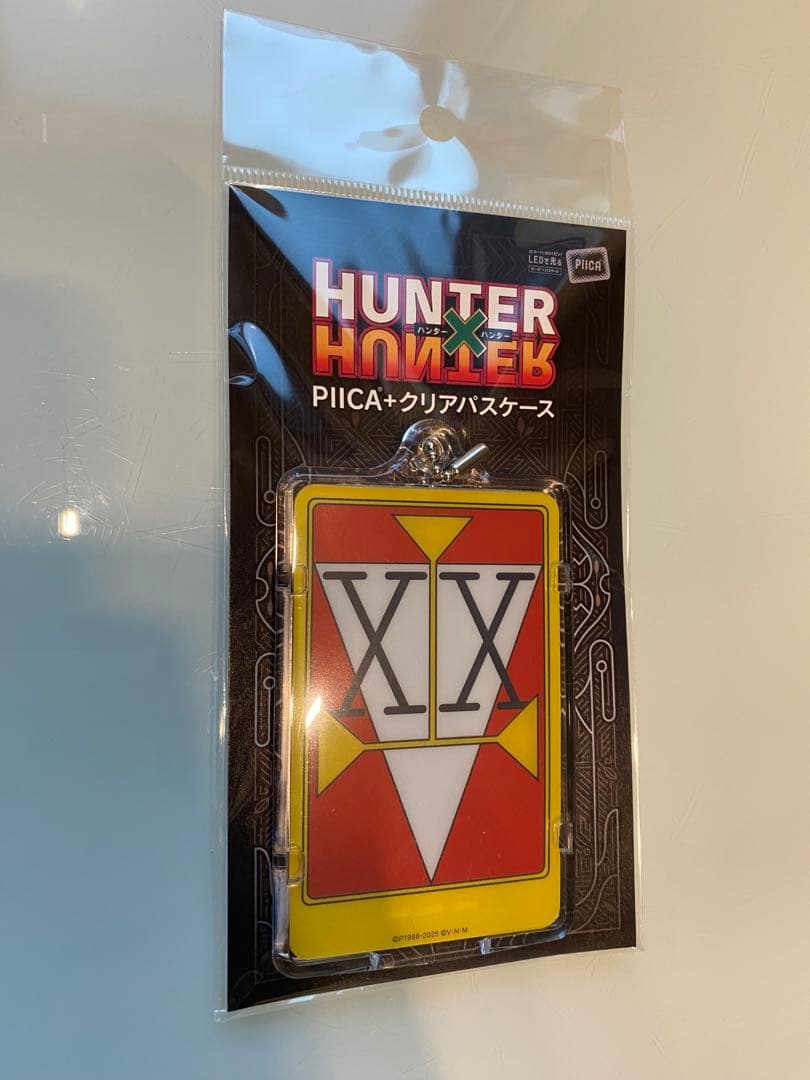 LEDで光る
PIICA
HUNTER
ハンター×ハンター
HUNTER
PIICA+クリアパスケース
XX
©P1998-2025 ©V·N·M